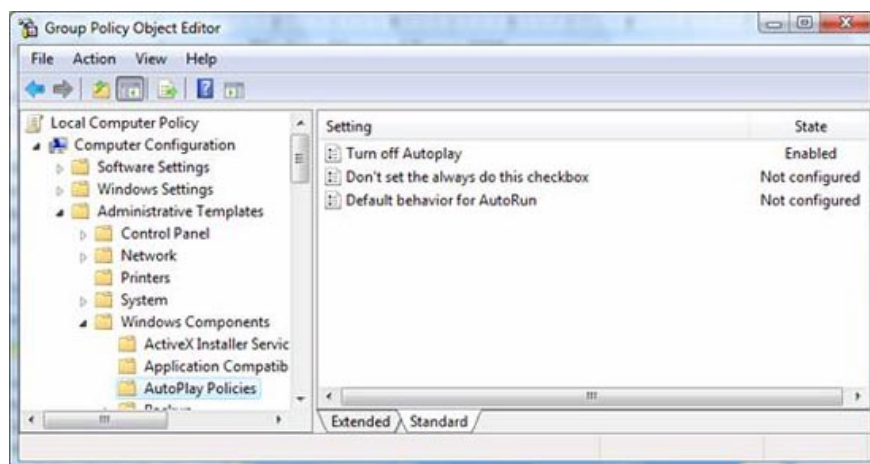 Group Policy Object Editor
File Action View Help
Local Computer Policy
Computer Configuration
Software Settings
Windows Settings
Administrative Templates
Control Panel
Network
Printers
System
Windows Components
ActiveX Installer Servic
Application Compatib
AutoPlay Policies
Setting State
Turn off Autoplay Enabled
Don't set the always do this checkbox Not configured
Default behavior for AutoRun Not configured
Extended Standard